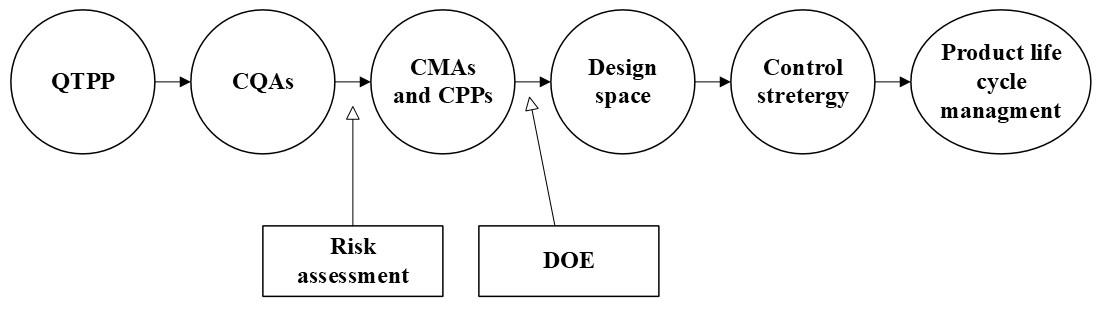 QTPP
CQAs
CMAs
and CPPs
Design
space
Control
stretergy
Product life
cycle
managment
Risk
assessment
DOE